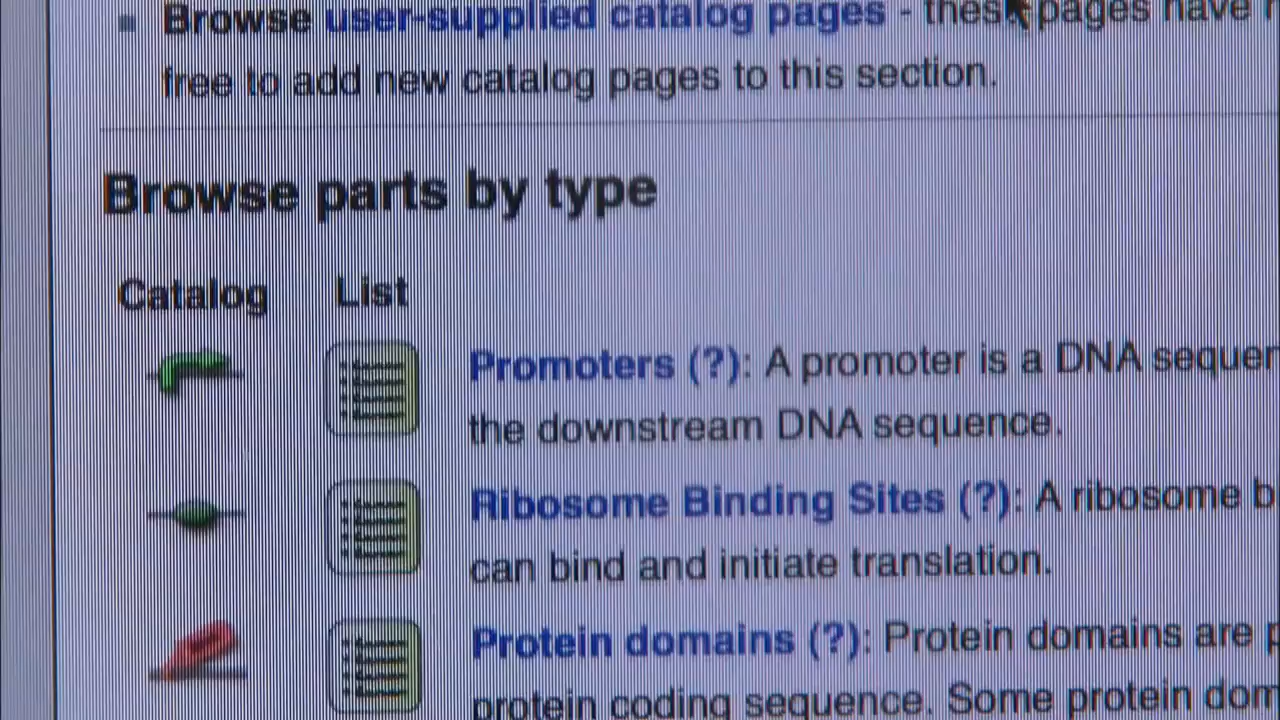 Browse user-supplied catalog pages - these pages have
free to add new catalog pages to this section.
Browse parts by type
Catalog List
Promoters (?): A promoter is a DNA sequen
the downstream DNA sequence.
Ribosome Binding Sites (?): A ribosome b
can bind and initiate translation.
Protein domains (?): Protein domains are p
protein coding sequence. Some protein dom